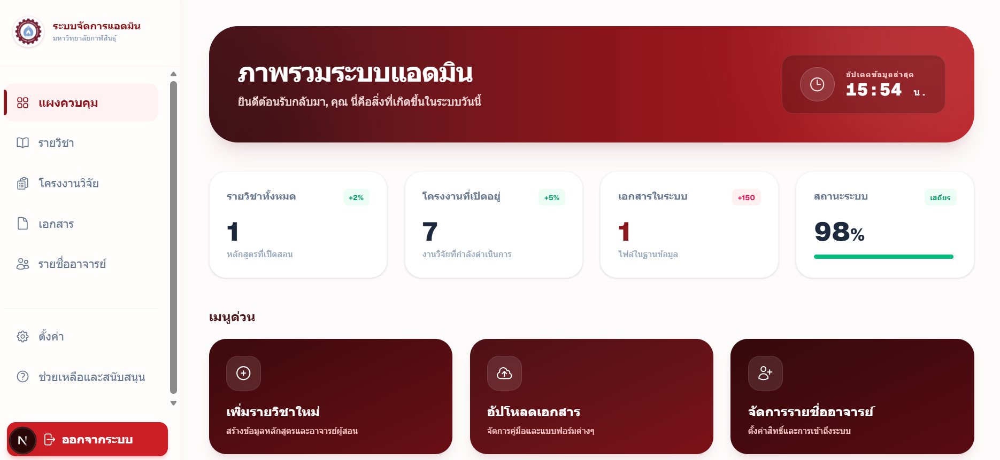 ระบบจัดการแอดมิน
มหาวิทยาลัยกาฬสินธุ์
แผงควบคุม
รายวิชา
โครงงานวิจัย
เอกสาร
รายชื่ออาจารย์
ตั้งค่า
ช่วยเหลือและสนับสนุน
N
ออกจากระบบ
ภาพรวมระบบแอดมิน
ยินดีต้อนรับกลับมา, คุณ นี่คือสิ่งที่เกิดขึ้นในระบบวันนี้
อัปเดตข้อมูลล่าสุด
15:54 น.
รายวิชาทั้งหมด +2%
1
หลักสูตรที่เปิดสอน
โครงงานที่เปิดอยู่ +5%
7
งานวิจัยที่กำลังดำเนินการ
เอกสารในระบบ +150
1
ไฟล์ในฐานข้อมูล
สถานะระบบ เสถียร
98%
เมนูด่วน
เพิ่มรายวิชาใหม่
สร้างข้อมูลหลักสูตรและอาจารย์ผู้สอน
อัปโหลดเอกสาร
จัดการคู่มือและแบบฟอร์มต่างๆ
จัดการรายชื่ออาจารย์
ตั้งค่าสิทธิ์และการเข้าถึงระบบ